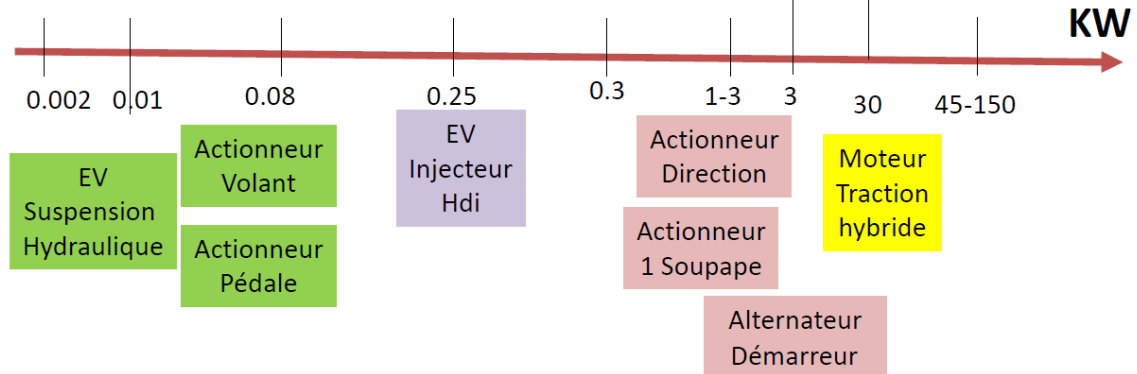 KW
0.002 0.01 0.08 0.25 0.3 1-3 3 30 45-150
EV
Suspension
Hydraulique
Actionneur
Volant
Actionneur
Pédale
EV
Injecteur
Hdi
Actionneur
Direction
Actionneur
1 Soupape
Alternateur
Démarreur
Moteur
Traction
hybride